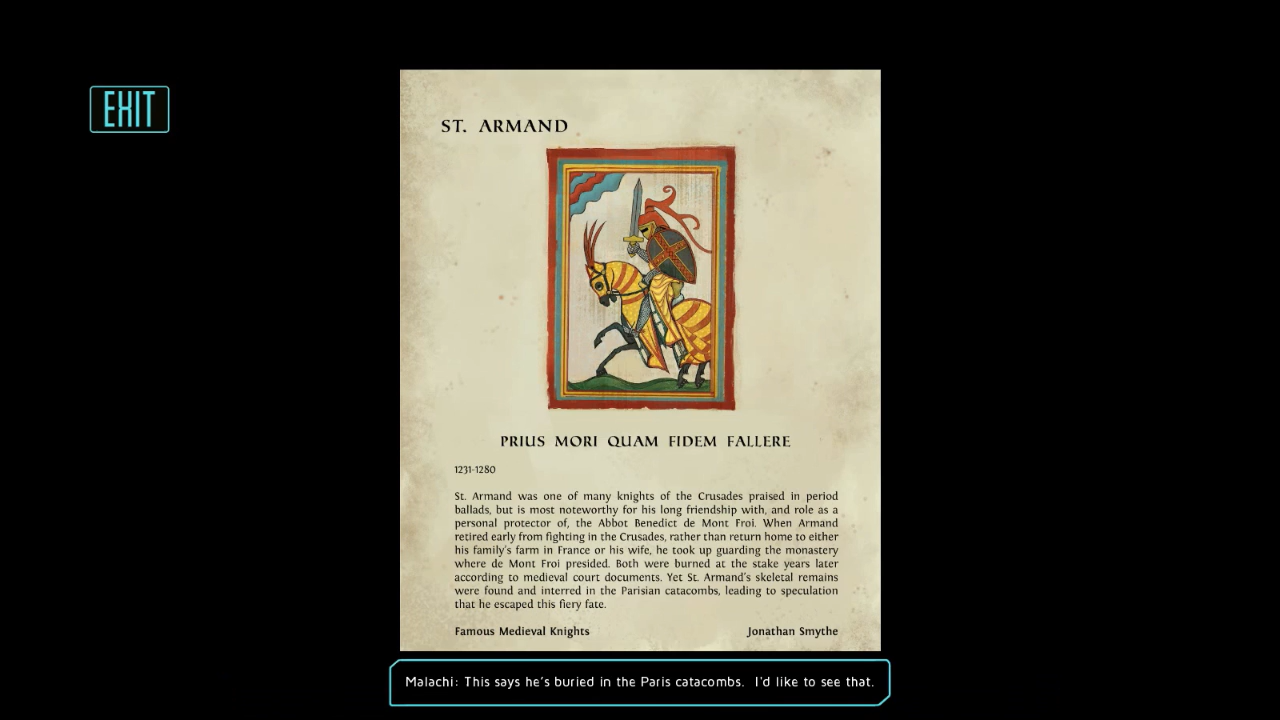 EXIT
ST. ARMAND
PRIUS MORI QUAM FIDEM FALLERE
1231-1280
St. Armand was one of many knights of the Crusades praised in period
ballads, but is most noteworthy for his long friendship with, and role as a
personal protector of, the Abbot Benedict de Mont Froi. When Armand
retired early from fighting in the Crusades, rather than return home to either
his family's farm in France or his wife, he took up guarding the monastery
where de Mont Froi presided. Both were burned at the stake years later
according to medieval court documents. Yet St. Armand's skeletal remains
were found and interred in the Parisian catacombs, leading to speculation
that he escaped this fiery fate.
Famous Medieval Knights Jonathan Smythe
Malachi: This says he's buried in the Paris catacombs. I'd like to see that.